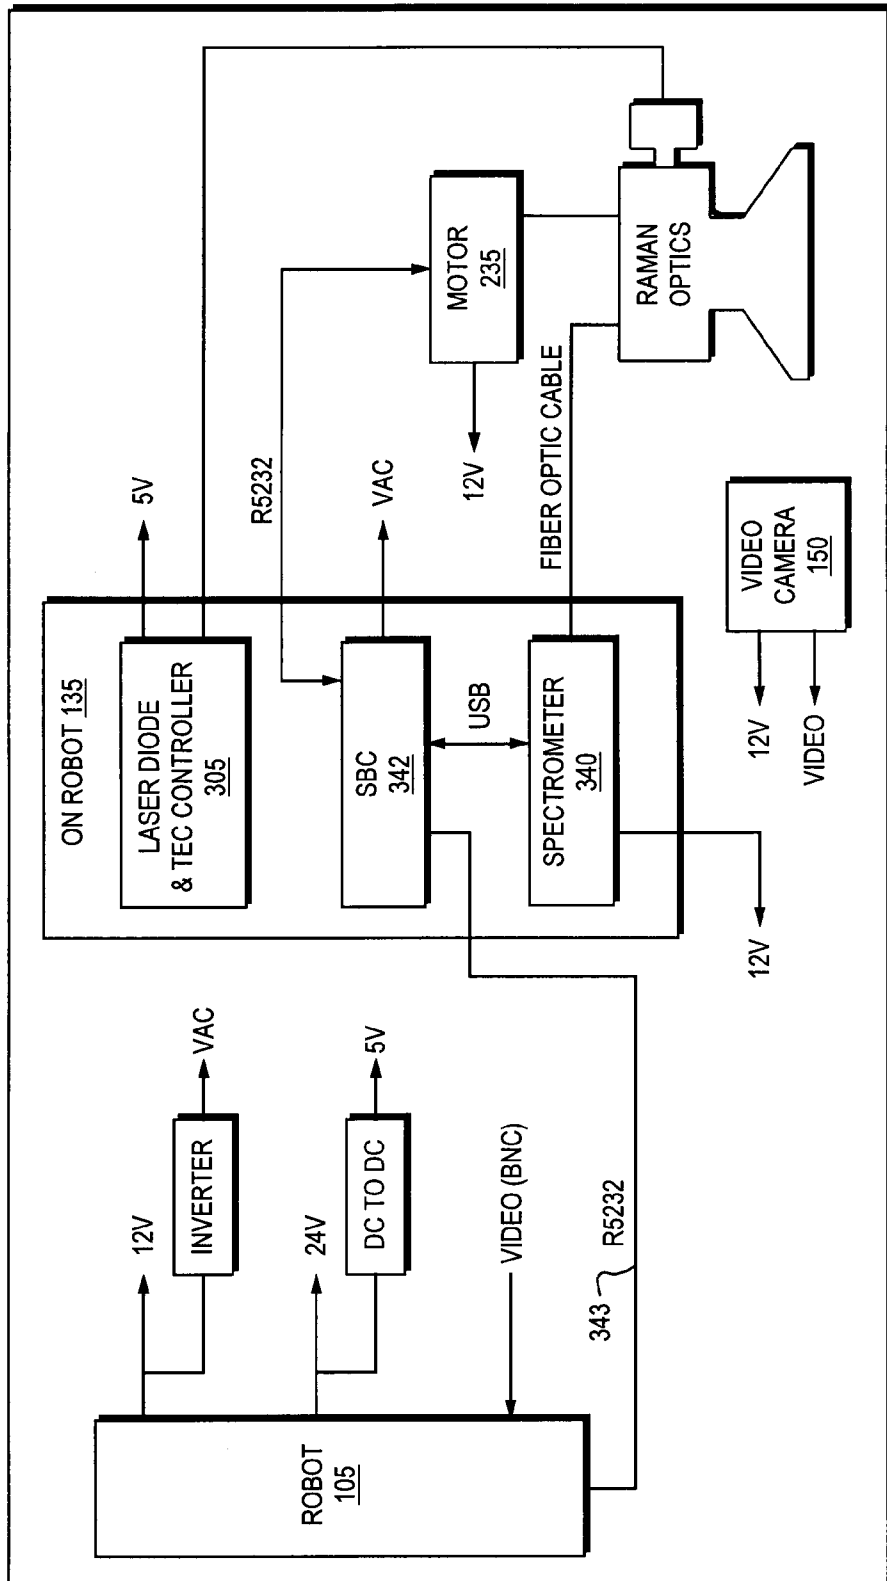 ROBOT
105
12V
INVERTER
VAC
24V
DC TO DC
5V
VIDEO (BNC)
343
R5232
ON ROBOT 135
LASER DIODE
& TEC CONTROLLER
305
5V
SBC
342
VAC
R5232
USB
SPECTROMETER
340
12V
FIBER OPTIC CABLE
MOTOR
235
12V
RAMAN
OPTICS
VIDEO
CAMERA
150
12V
VIDEO